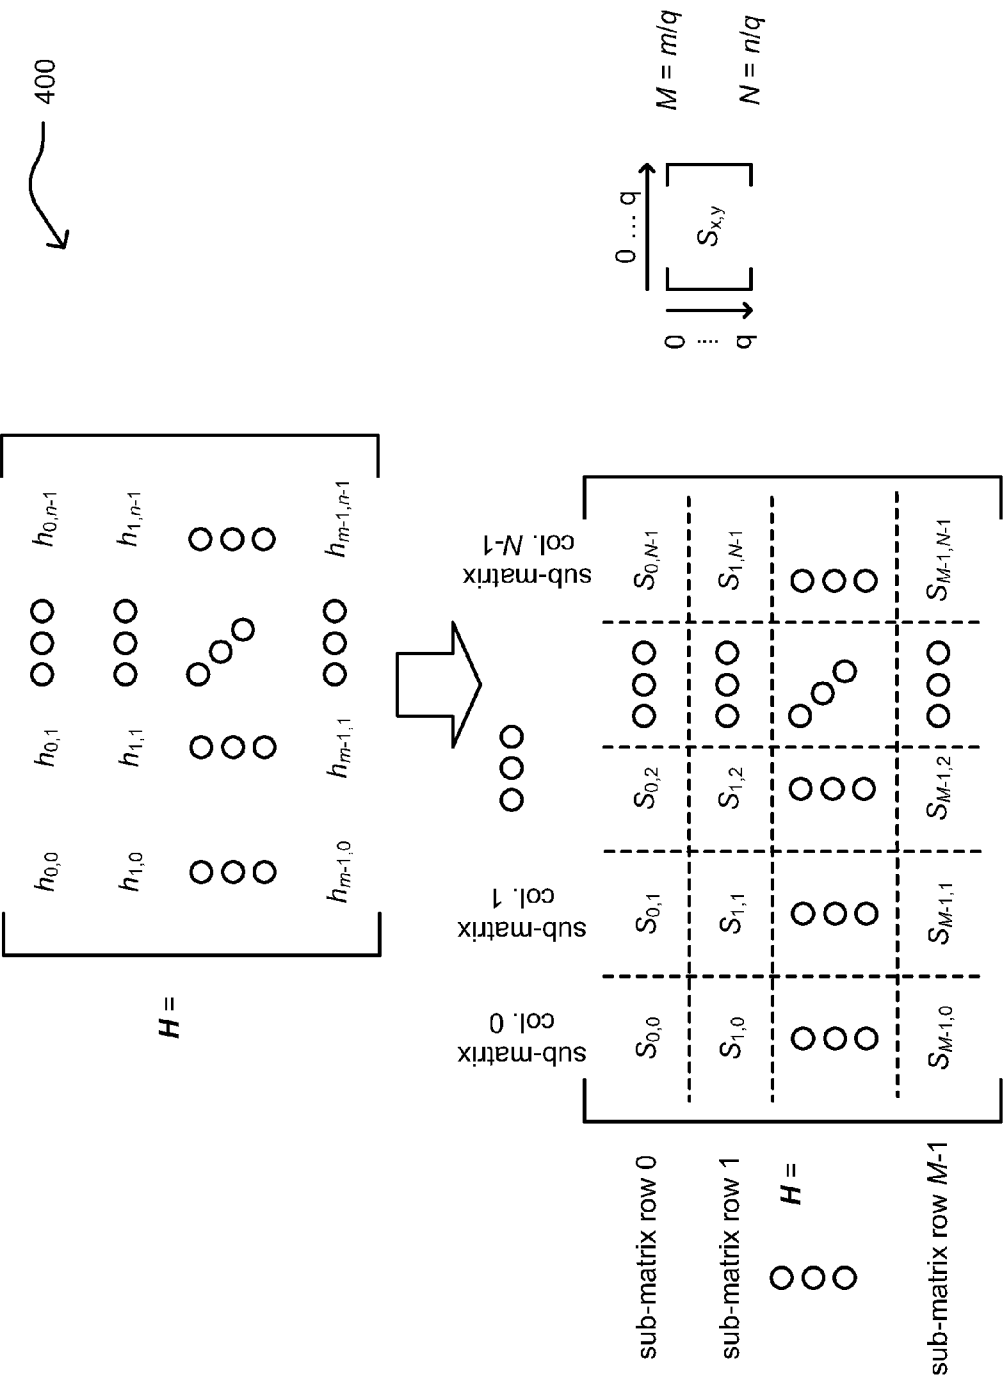 400
H =
h0,0 h0,1 h0,n-1
h1,0 h1,1 h1,n-1
hm-1,0 hm-1,1 hm-1,n-1
sub-matrix col. 0
sub-matrix col. 1
sub-matrix col. N-1
sub-matrix row 0
S0,0 S0,1 S0,2 S0,N-1
sub-matrix row 1
S1,0 S1,1 S1,2 S1,N-1
H =
sub-matrix row M-1
SM-1,0 SM-1,1 SM-1,2 SM-1,N-1
0 ... q
0
...
q
Sx,y
M = m/q
N = n/q